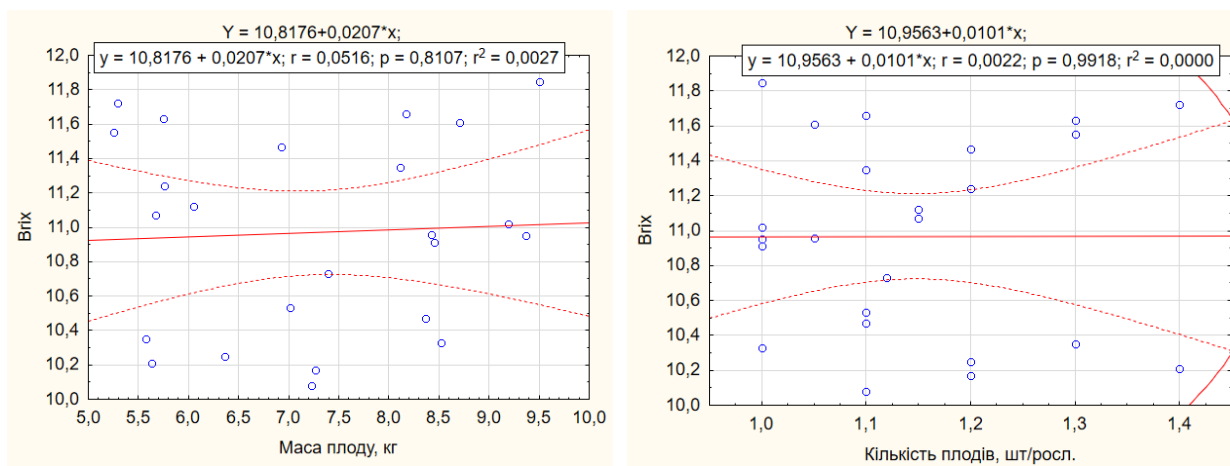 Y = 10,8176+0,0207*x;
y = 10,8176 + 0,0207*x; r = 0,0516; p = 0,8107; r² = 0,0027
12,0
11,8
11,6
11,4
11,2
11,0
10,8
10,6
10,4
10,2
10,0
Brix
5,0 5,5 6,0 6,5 7,0 7,5 8,0 8,5 9,0 9,5 10,0
Маса плоду, кг
Y = 10,9563+0,0101*x;
y = 10,9563 + 0,0101*x; r = 0,0022; p = 0,9918; r² = 0,0000
12,0
11,8
11,6
11,4
11,2
11,0
10,8
10,6
10,4
10,2
10,0
Brix
1,0 1,1 1,2 1,3 1,4
Кількість плодів, шт/росл.